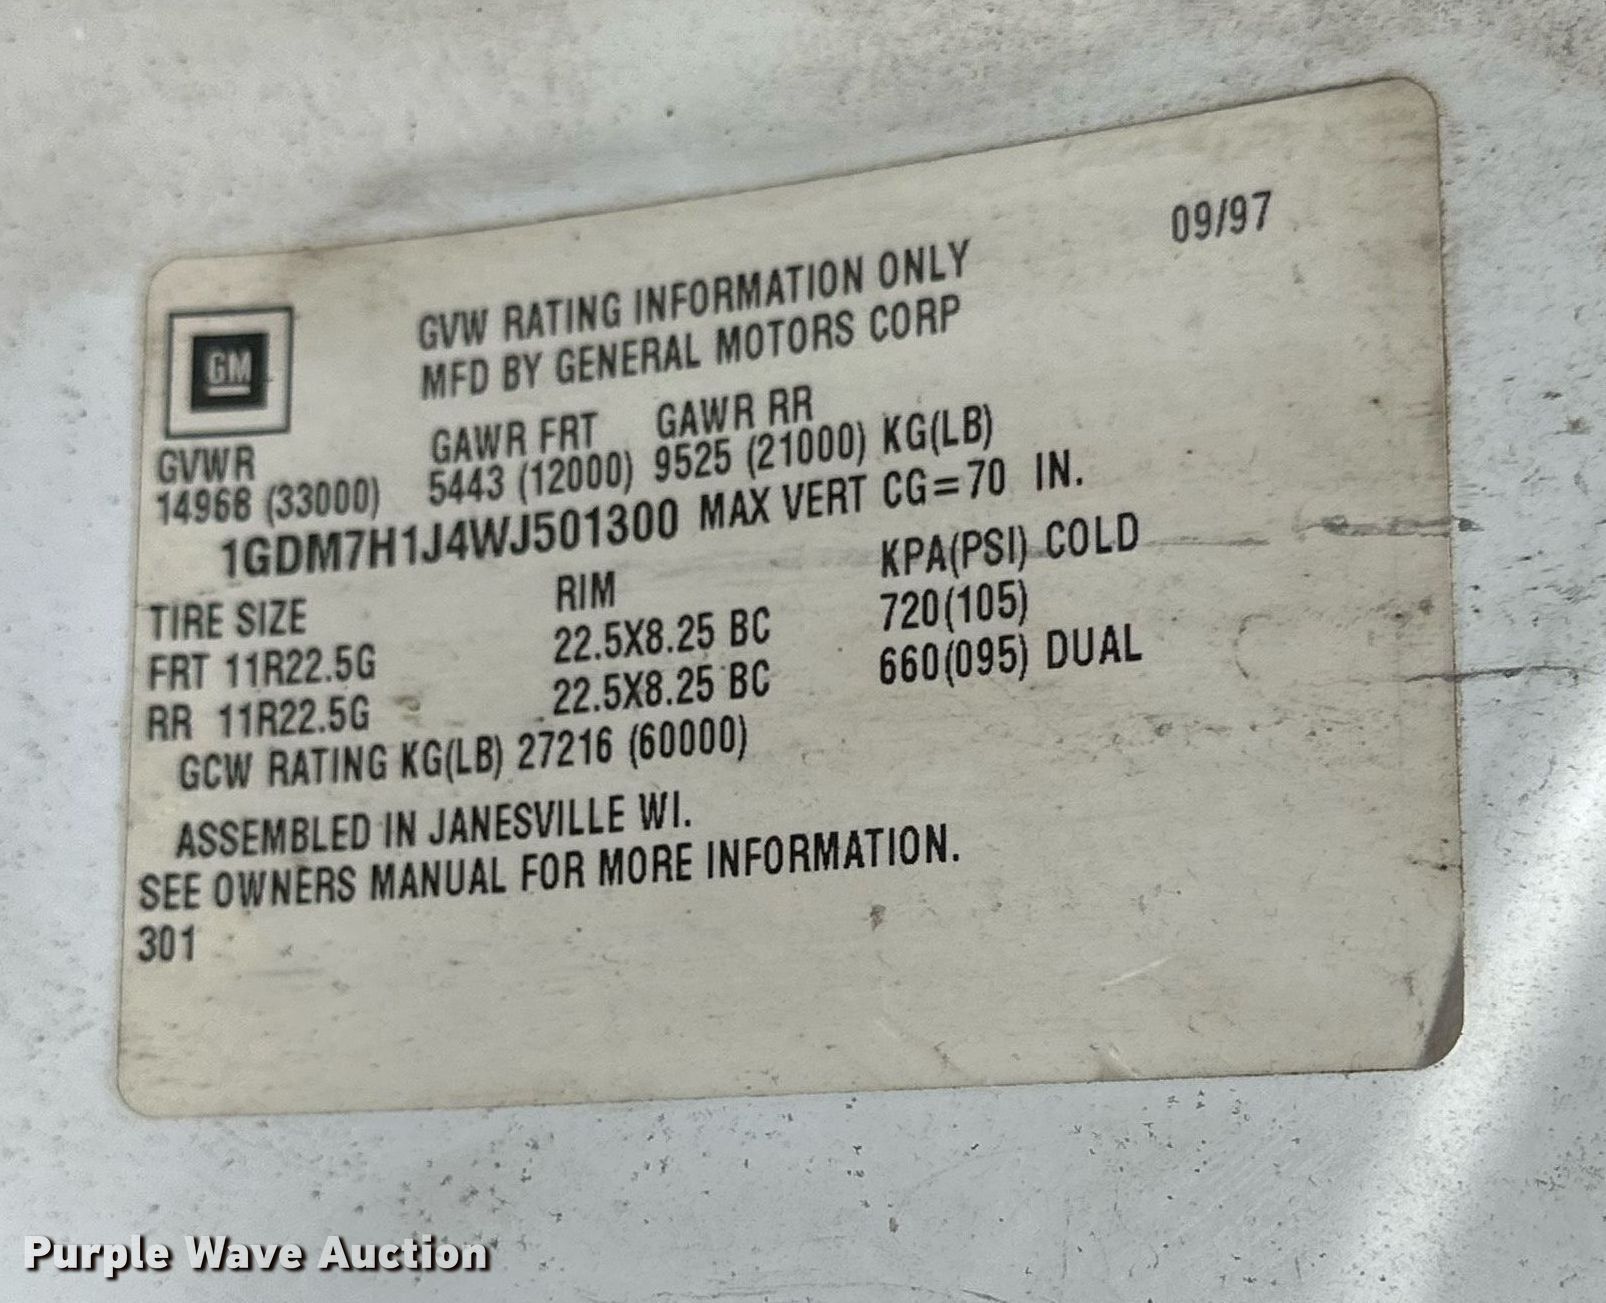 09/97
GM
GVW RATING INFORMATION ONLY
MFD BY GENERAL MOTORS CORP
GVWR GAWR FRT GAWR RR
14968 (33000) 5443 (12000) 9525 (21000) KG(LB)
1GDM7H1J4WJ501300 MAX VERT CG=70 IN.
TIRE SIZE RIM KPA(PSI) COLD
FRT 11R22.5G 22.5X8.25 BC 720(105)
RR 11R22.5G 22.5X8.25 BC 660(095) DUAL
GCW RATING KG(LB) 27216 (60000)
ASSEMBLED IN JANESVILLE WI.
SEE OWNERS MANUAL FOR MORE INFORMATION.
301
Purple Wave Auction